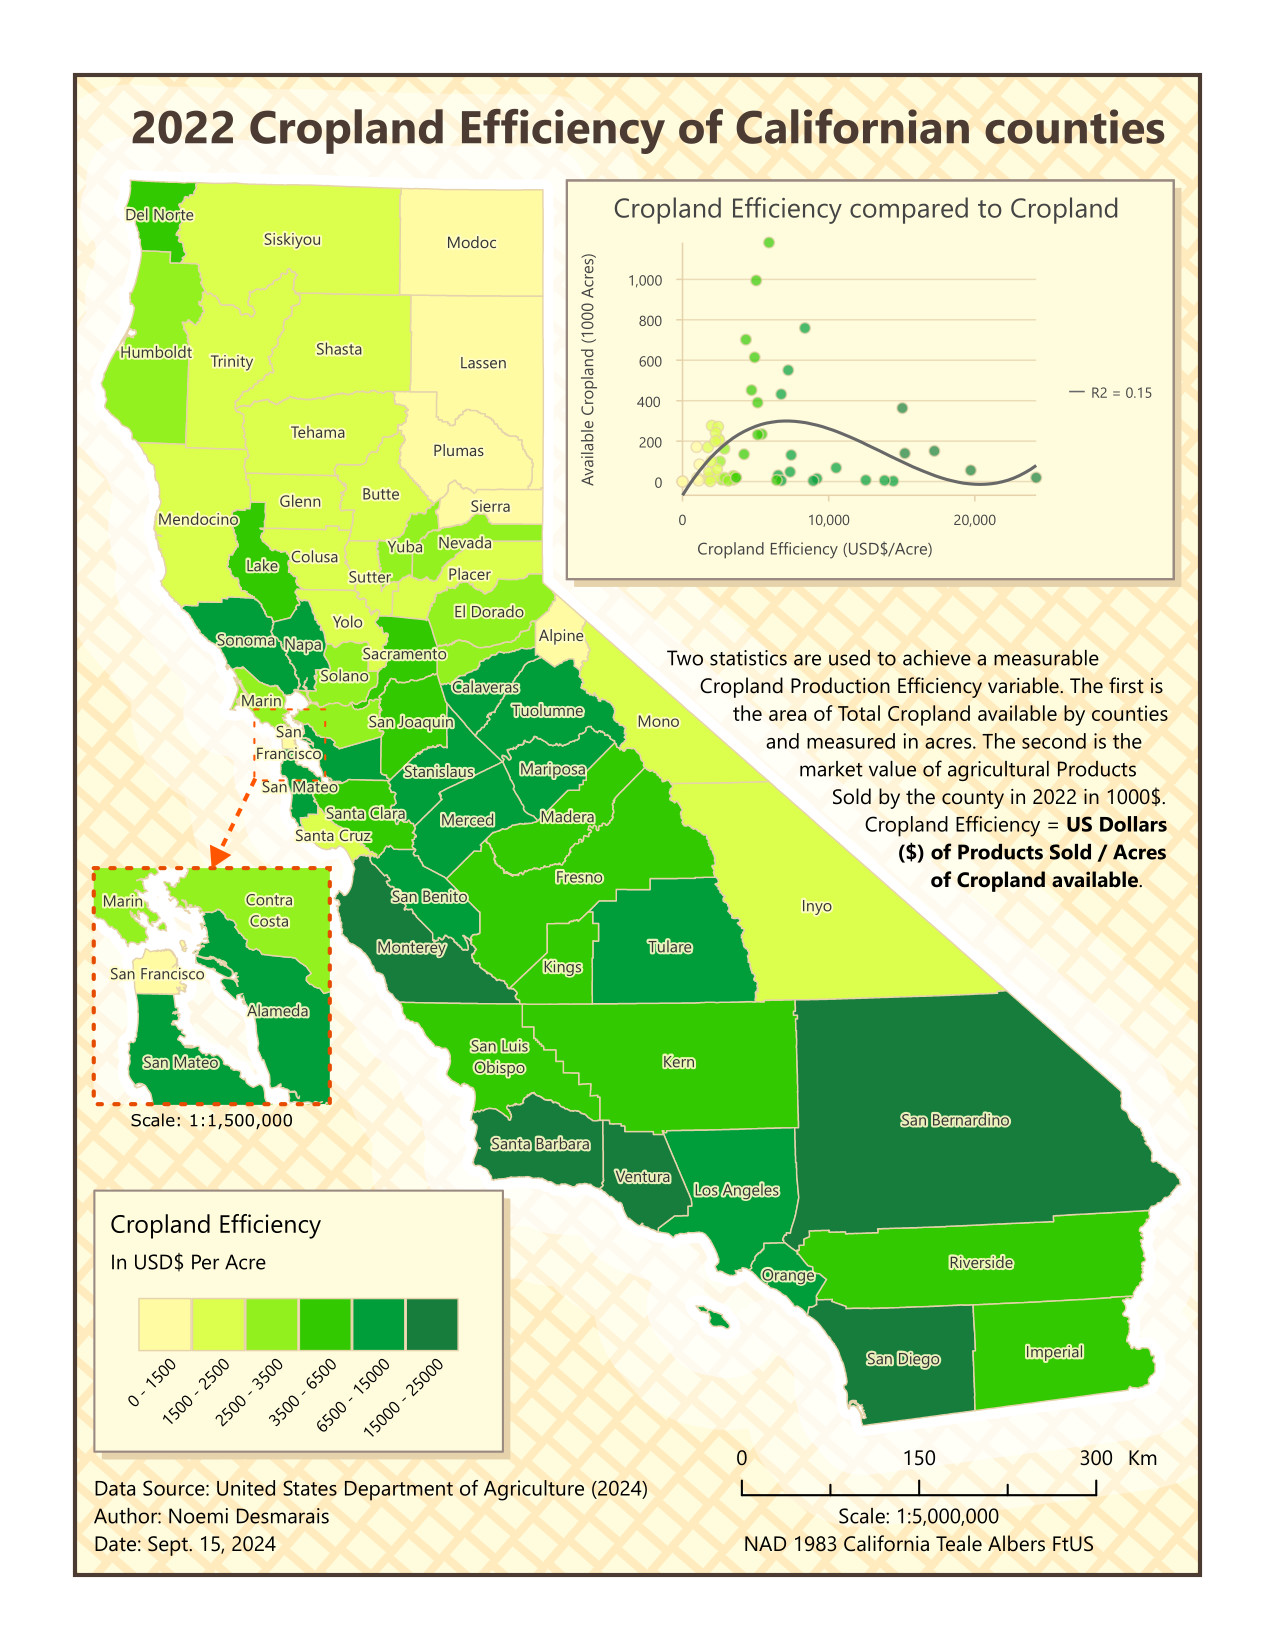 2022 Cropland Efficiency of Californian counties
Cropland Efficiency compared to Cropland
Available Cropland (1000 Acres)
1,000
800
600
400
200
0
0
10,000
20,000
Cropland Efficiency (USD$/Acre)
R2 = 0.15
Del Norte
Siskiyou
Modoc
Humboldt
Trinity
Shasta
Lassen
Tehama
Plumas
Glenn
Butte
Sierra
Mendocino
Colusa
Yuba
Nevada
Lake
Sutter
Placer
Yolo
El Dorado
Alpine
Sonoma
Napa
Sacramento
Solano
Calaveras
Marin
Tuolumne
San Joaquin
Mono
San
Francisco
Stanislaus
Mariposa
San Mateo
Santa Clara
Merced
Madera
Santa Cruz
Fresno
San Benito
Inyo
Monterey
Tulare
Kings
San Luis
Obispo
Kern
San Bernardino
Santa Barbara
Ventura
Los Angeles
Riverside
Orange
San Diego
Imperial
Two statistics are used to achieve a measurable
Cropland Production Efficiency variable. The first is
the area of Total Cropland available by counties
and measured in acres. The second is the
market value of agricultural Products
Sold by the county in 2022 in 1000$.
Cropland Efficiency = US Dollars
($) of Products Sold / Acres
of Cropland available.
Marin
Contra
Costa
San Francisco
Alameda
San Mateo
Scale: 1:1,500,000
Cropland Efficiency
In USD$ Per Acre
0 - 1500
1500 - 2500
2500 - 3500
3500 - 6500
6500 - 15000
15000 - 25000
Data Source: United States Department of Agriculture (2024)
Author: Noemi Desmarais
Date: Sept. 15, 2024
0 150 300 Km
Scale: 1:5,000,000
NAD 1983 California Teale Albers FtUS